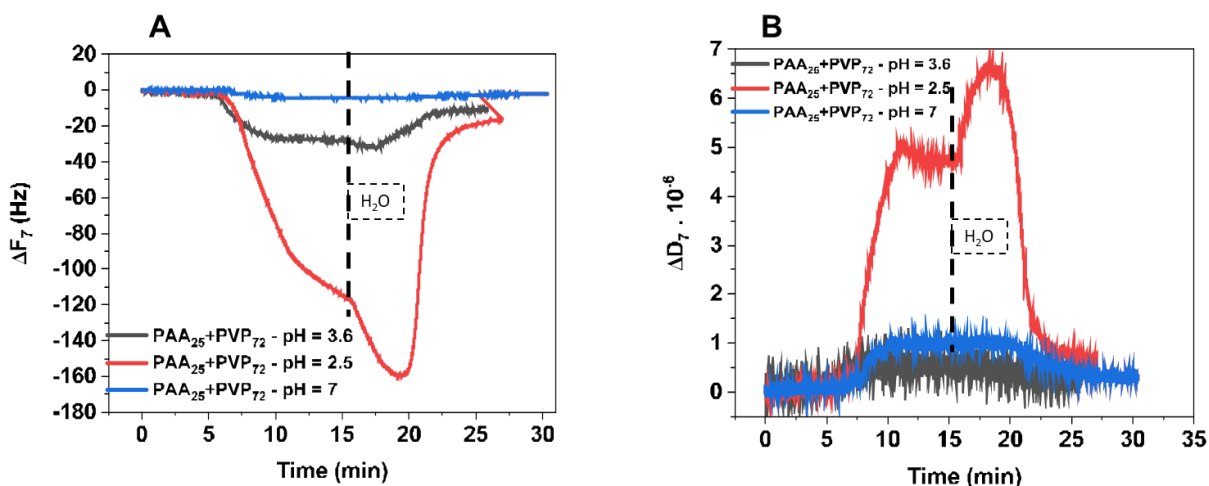 A
20
0
-20
-40
-60
-80
-100
-120
-140
-160
-180
ΔF7 (Hz)
H2O
PAA25+PVP72 - pH = 3.6
PAA25+PVP72 - pH = 2.5
PAA25+PVP72 - pH = 7
0 5 10 15 20 25 30
Time (min)
B
7
6
5
4
3
2
1
0
ΔD7 . 10-6
PAA25+PVP72 - pH = 3.6
PAA25+PVP72 - pH = 2.5
PAA25+PVP72 - pH = 7
H2O
0 5 10 15 20 25 30 35
Time (min)